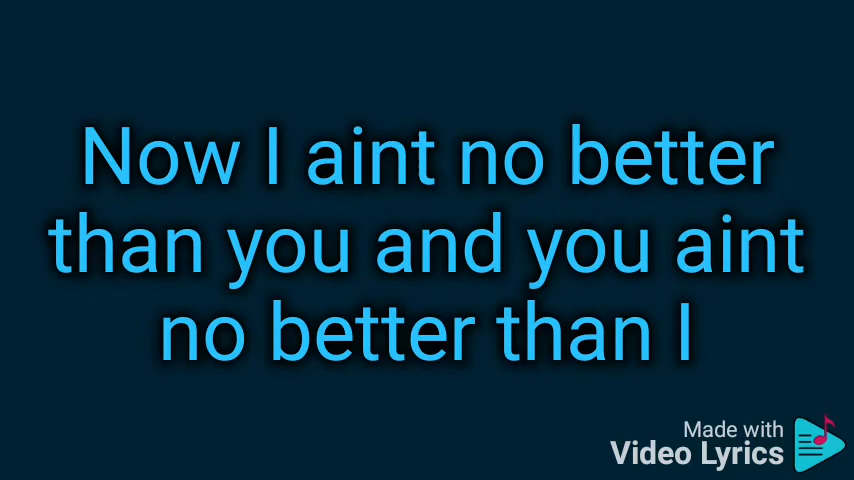 Now I aint no better
than you and you aint
no better than I
Made with
Video Lyrics